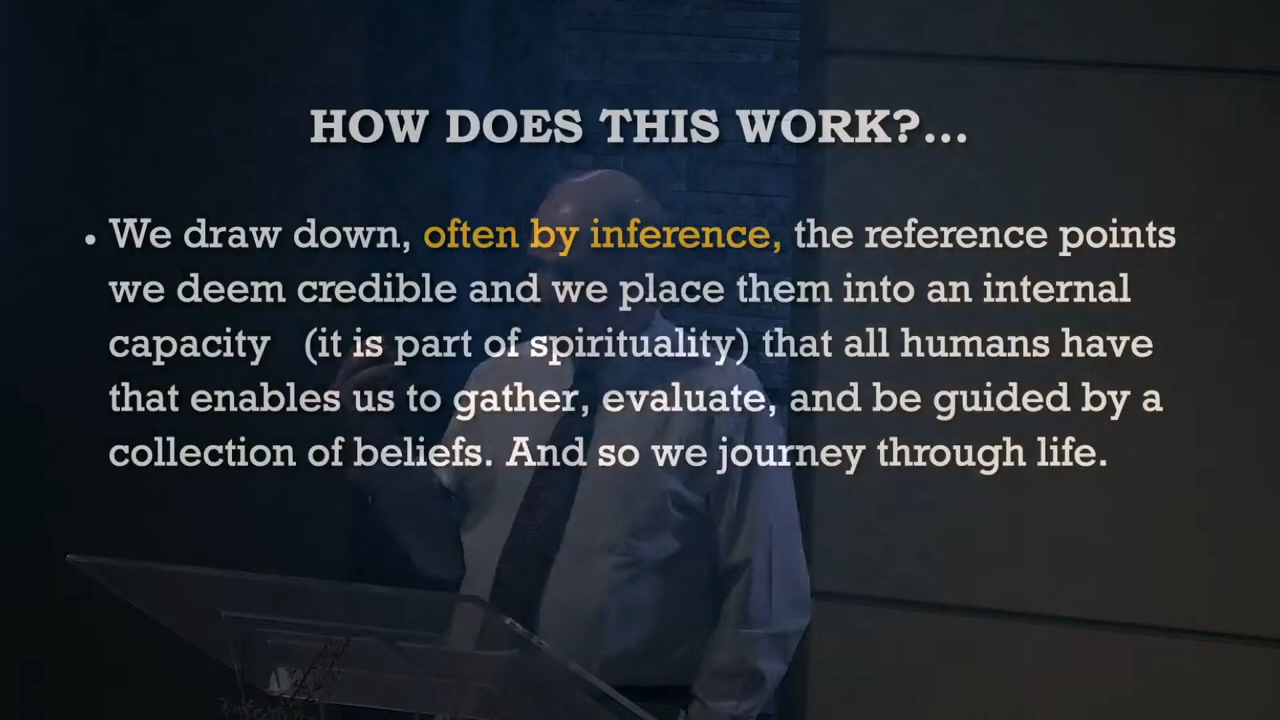 HOW DOES THIS WORK?...
• We draw down, often by inference, the reference points
we deem credible and we place them into an internal
capacity (it is part of spirituality) that all humans have
that enables us to gather, evaluate, and be guided by a
collection of beliefs. And so we journey through life.